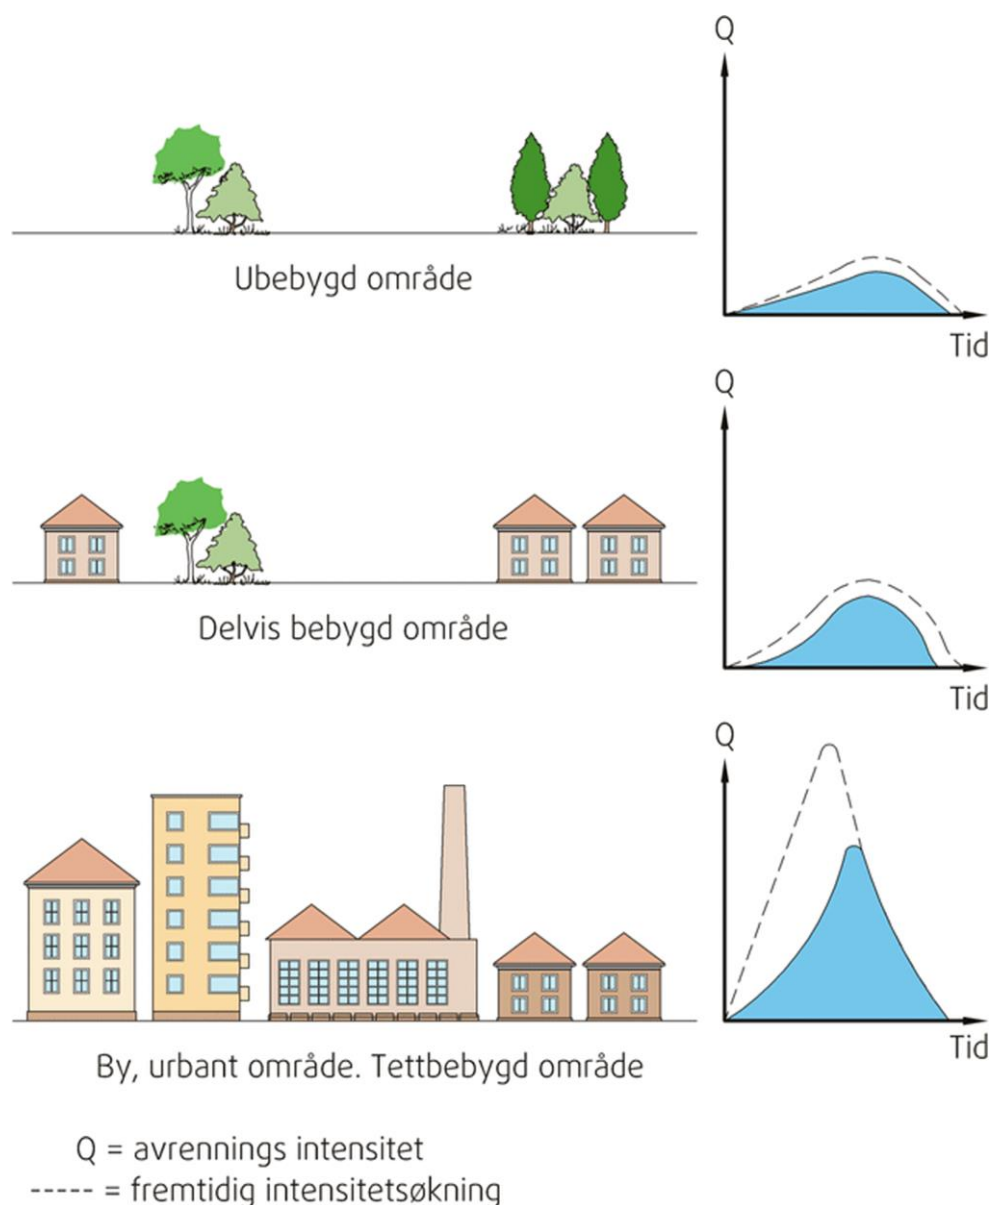 Q
Ubebygd område
Tid
Q
Delvis bebygd område
Tid
Q
By, urbant område. Tettbebygd område
Tid
Q = avrennings intensitet
----- = fremtidig intensitetsøkning